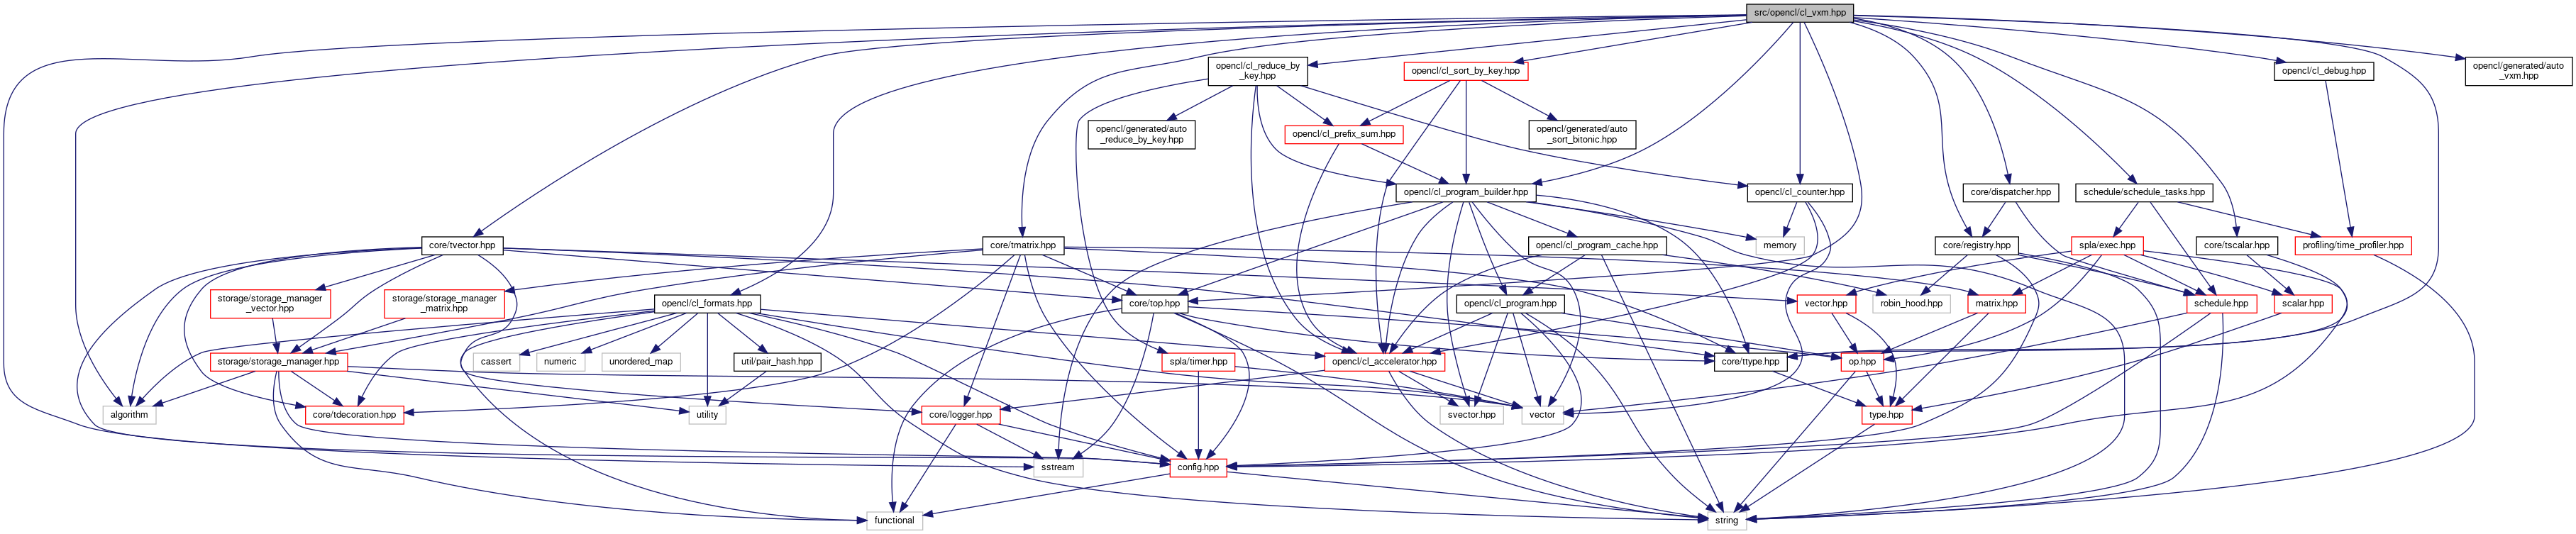 src/opencl/cl_vxm.hpp
opencl/cl_reduce_by
_key.hpp
opencl/cl_sort_by_key.hpp
opencl/cl_debug.hpp
opencl/generated/auto
_vxm.hpp
opencl/generated/auto
_reduce_by_key.hpp
opencl/cl_prefix_sum.hpp
opencl/generated/auto
_sort_bitonic.hpp
opencl/cl_program_builder.hpp
opencl/cl_counter.hpp
core/dispatcher.hpp
schedule/schedule_tasks.hpp
core/tvector.hpp
core/tmatrix.hpp
opencl/cl_program_cache.hpp
memory
core/registry.hpp
spla/exec.hpp
core/tscalar.hpp
profiling/time_profiler.hpp
storage/storage_manager
_vector.hpp
storage/storage_manager
_matrix.hpp
opencl/cl_formats.hpp
core/top.hpp
opencl/cl_program.hpp
vector.hpp
robin_hood.hpp
matrix.hpp
schedule.hpp
scalar.hpp
storage/storage_manager.hpp
cassert
numeric
unordered_map
util/pair_hash.hpp
spla/timer.hpp
opencl/cl_accelerator.hpp
core/ttype.hpp
op.hpp
algorithm
core/tdecoration.hpp
utility
core/logger.hpp
svector.hpp
vector
type.hpp
sstream
config.hpp
functional
string